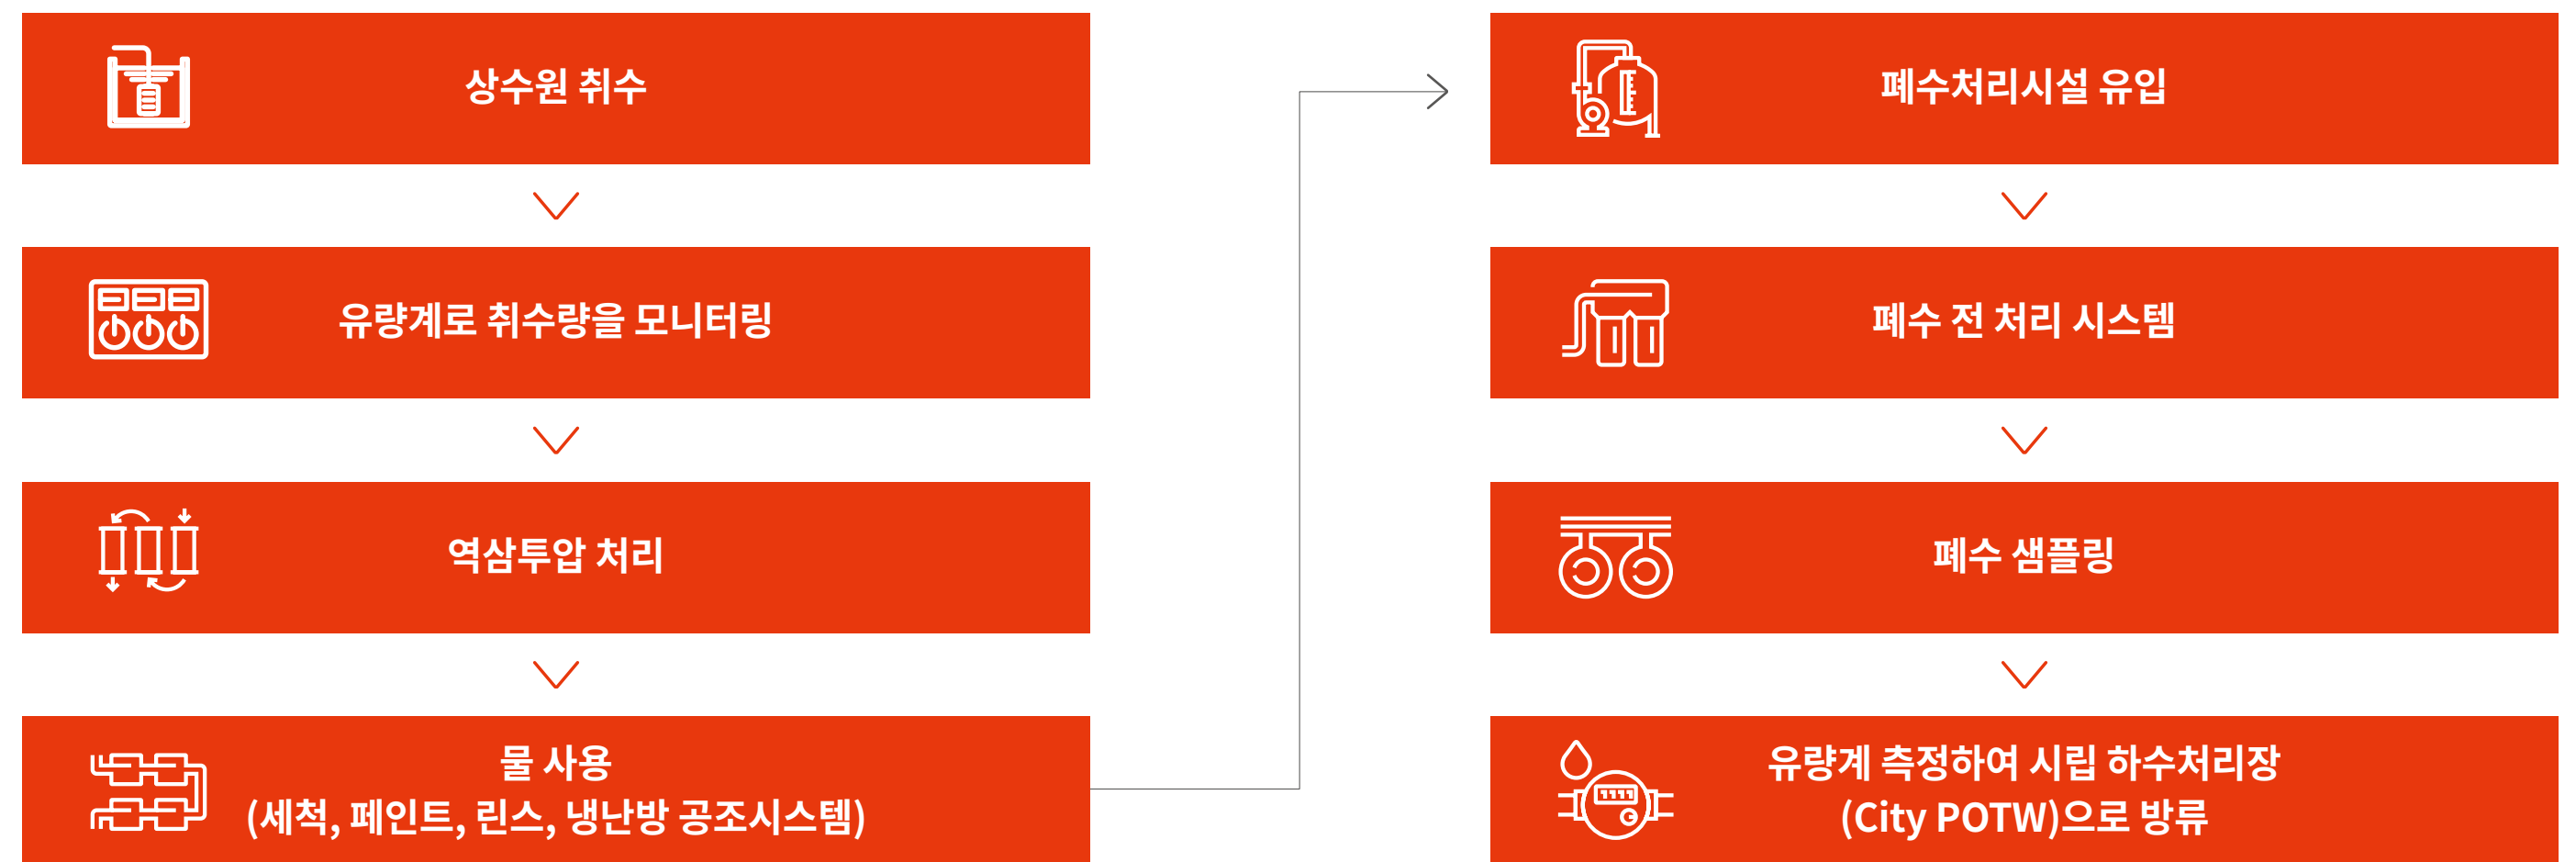 상수원 취수
유량계로 취수량을 모니터링
역삼투압 처리
물 사용
(세척, 페인트, 린스, 냉난방 공조시스템)
폐수처리시설 유입
폐수 전 처리 시스템
폐수 샘플링
유량계 측정하여 시립 하수처리장
(City POTW)으로 방류